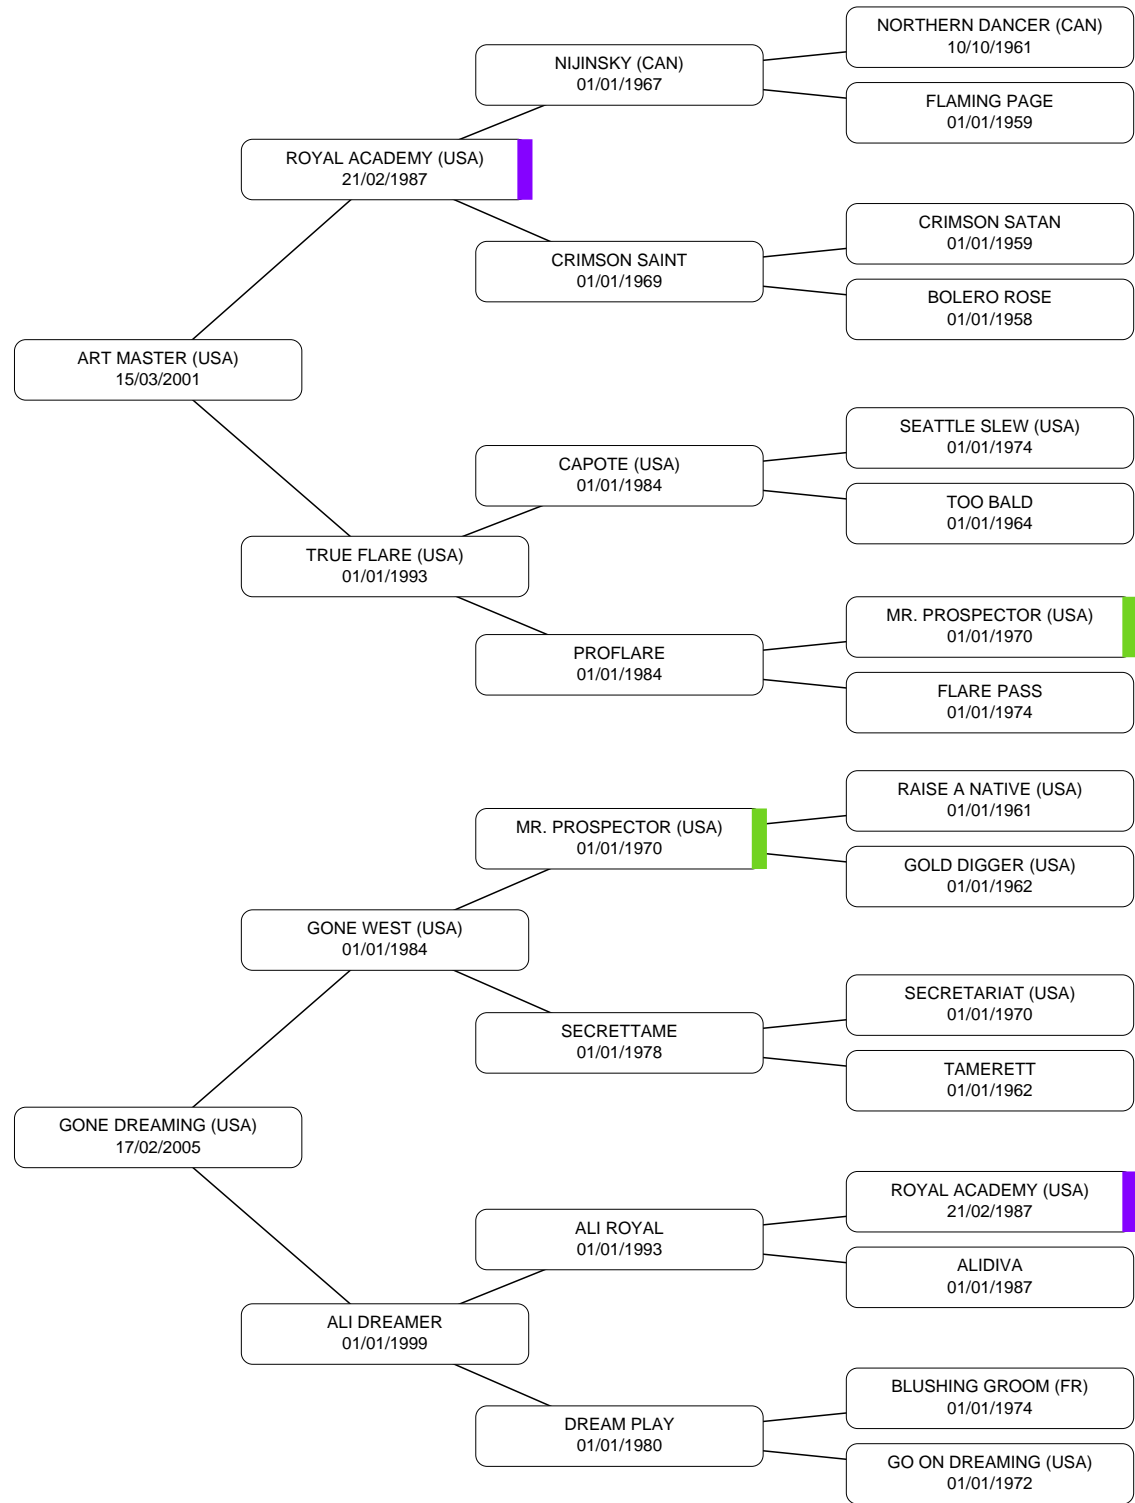 NORTHERN DANCER (CAN)
10/10/1961
NIJINSKY (CAN)
01/01/1967
FLAMING PAGE
01/01/1959
ROYAL ACADEMY (USA)
21/02/1987
CRIMSON SATAN
01/01/1959
CRIMSON SAINT
01/01/1969
BOLERO ROSE
01/01/1958
ART MASTER (USA)
15/03/2001
SEATTLE SLEW (USA)
01/01/1974
CAPOTE (USA)
01/01/1984
TOO BALD
01/01/1964
TRUE FLARE (USA)
01/01/1993
MR. PROSPECTOR (USA)
01/01/1970
PROFLARE
01/01/1984
FLARE PASS
01/01/1974
RAISE A NATIVE (USA)
01/01/1961
MR. PROSPECTOR (USA)
01/01/1970
GOLD DIGGER (USA)
01/01/1962
GONE WEST (USA)
01/01/1984
SECRETARIAT (USA)
01/01/1970
SECRETTAME
01/01/1978
TAMERETT
01/01/1962
GONE DREAMING (USA)
17/02/2005
ROYAL ACADEMY (USA)
21/02/1987
ALI ROYAL
01/01/1993
ALIDIVA
01/01/1987
ALI DREAMER
01/01/1999
BLUSHING GROOM (FR)
01/01/1974
DREAM PLAY
01/01/1980
GO ON DREAMING (USA)
01/01/1972